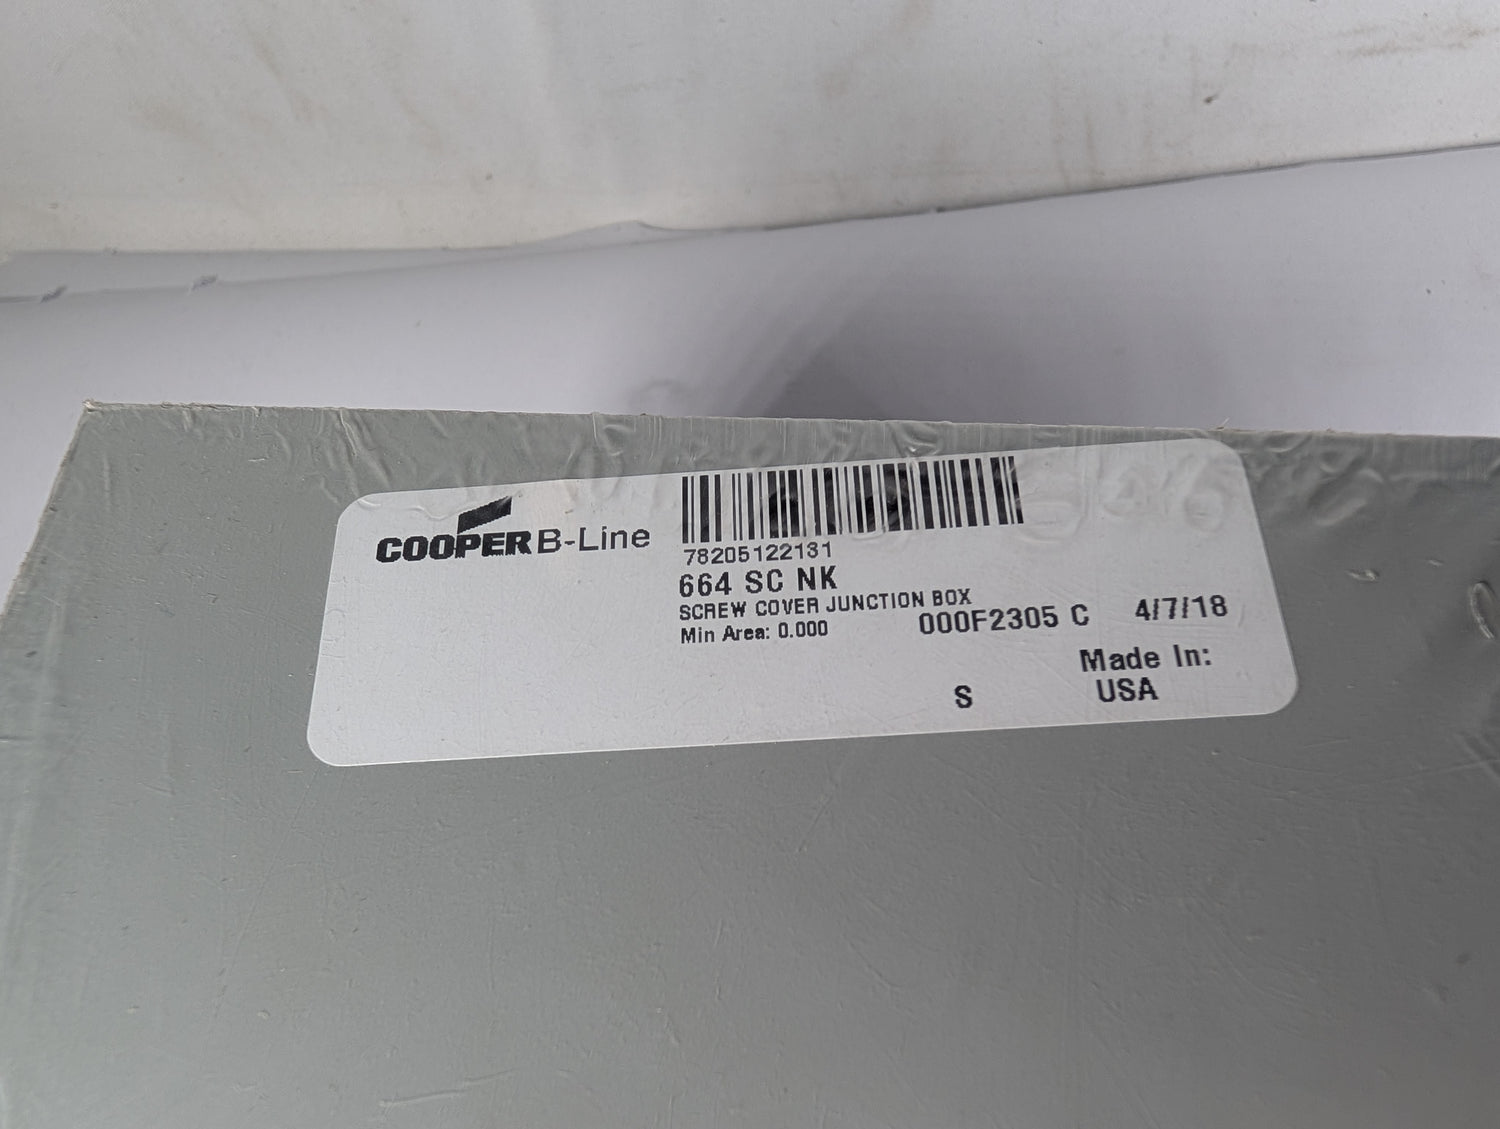 COOPER B-Line
78205122131
664 SC NK
SCREW COVER JUNCTION BOX
Min Area: 0.000
000F2305 C 4/7/18
Made In:
S USA